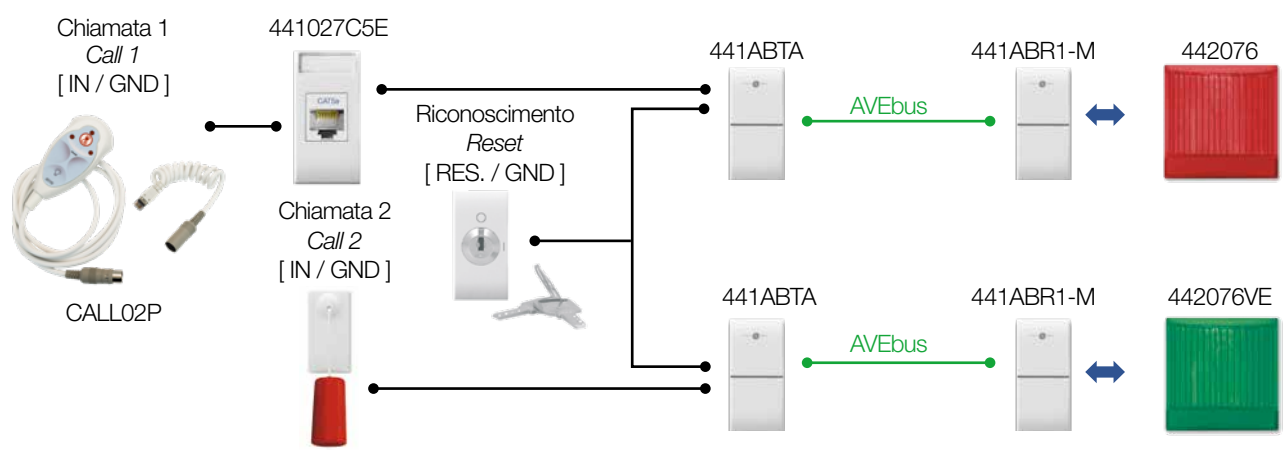 Chiamata 1
Call 1
[ IN / GND ]
CALL02P
441027C5E
CAT5e
Chiamata 2
Call 2
[ IN / GND ]
Riconoscimento
Reset
[ RES. / GND ]
441ABTA
AVEbus
441ABR1-M
442076
441ABTA
AVEbus
441ABR1-M
442076VE